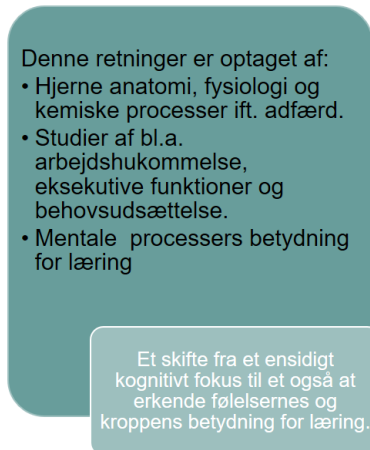 Denne retninger er optaget af:
• Hjerne anatomi, fysiologi og
kemiske processer ift. adfærd.
• Studier af bl.a.
arbejdshukommelse,
eksekutive funktioner og
behovsudsættelse.
• Mentale  processers betydning
for læring
Et skifte fra et ensidigt
kognitivt fokus til et også at
erkende følelsernes og
kroppens betydning for læring.